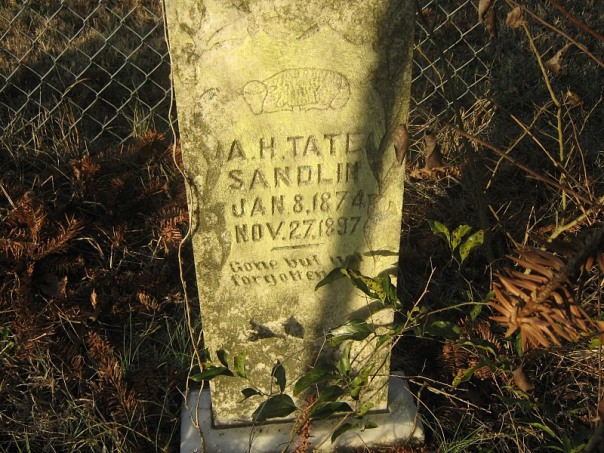 A.H. TATE
SANDLIN
JAN. 8, 1874
NOV. 27, 1897
Gone but not
forgotten